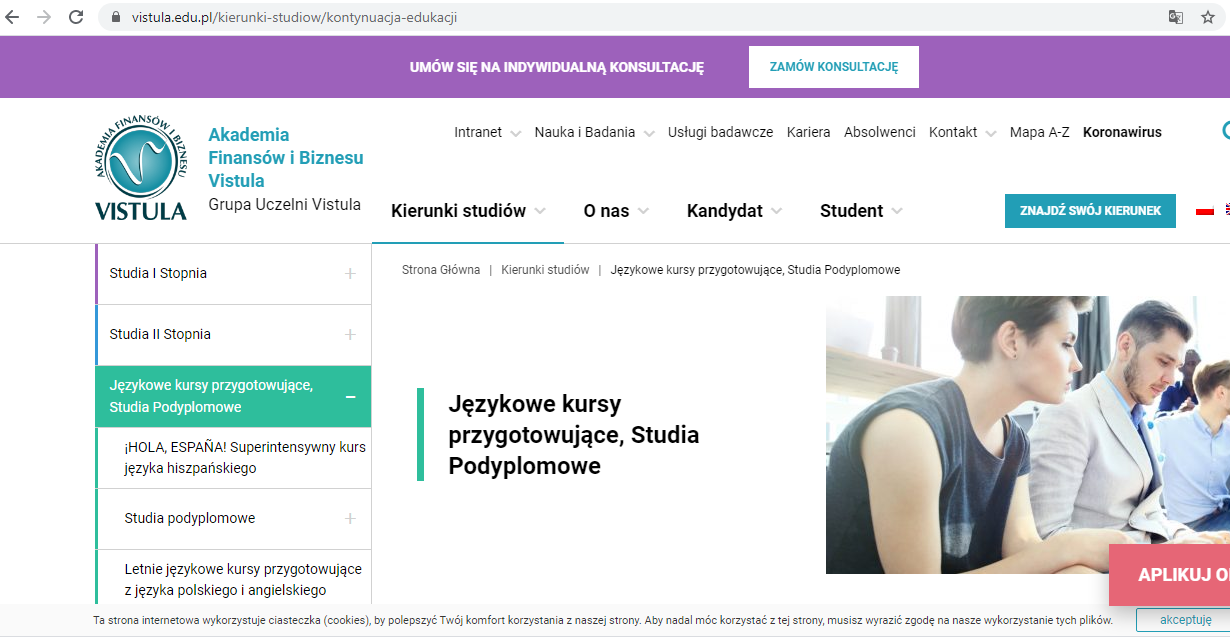 vistula.edu.pl/kierunki-studiow/kontynuacja-edukacji
UMÓW SIĘ NA INDYWIDUALNĄ KONSULTACJĘ
ZAMÓW KONSULTACJĘ
AKADEMIA FINANSÓW I BIZNESU
VISTULA
Akademia
Finansów i Biznesu
Vistula
Grupa Uczelni Vistula
Intranet Nauka i Badania Usługi badawcze Kariera Absolwenci Kontakt Mapa A-Z Koronawirus
Kierunki studiów O nas Kandydat Student
ZNAJDŹ SWÓJ KIERUNEK
Studia I Stopnia +
Studia II Stopnia +
Językowe kursy przygotowujące,
Studia Podyplomowe
¡HOLA, ESPAÑA! Superintensywny kurs
języka hiszpańskiego
Studia podyplomowe +
Letnie językowe kursy przygotowujące
z języka polskiego i angielskiego
Strona Główna | Kierunki studiów | Językowe kursy przygotowujące, Studia Podyplomowe
Językowe kursy
przygotowujące, Studia
Podyplomowe
APLIKUJ
Ta strona internetowa wykorzystuje ciasteczka (cookies), by polepszyć Twój komfort korzystania z naszej strony. Aby nadal móc korzystać z tej strony, musisz wyrazić zgodę na nasze wykorzystanie tych plików.
akceptuję